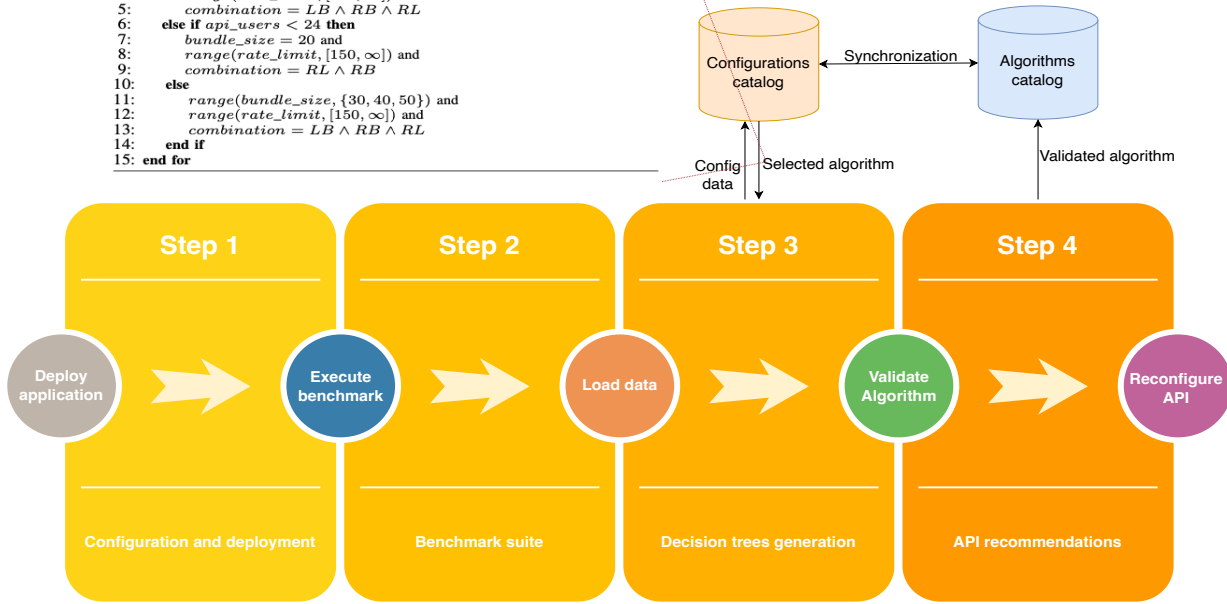 5: combination = LB ∧ RB ∧ RL
6: else if api_users < 24 then
7: bundle_size = 20 and
8: range(rate_limit, [150, ∞]) and
9: combination = RL ∧ RB
10: else
11: range(bundle_size, {30, 40, 50}) and
12: range(rate_limit, [150, ∞]) and
13: combination = LB ∧ RB ∧ RL
14: end if
15: end for
Configurations
catalog
Synchronization
Algorithms
catalog
Config
data
Selected algorithm
Validated algorithm
Step 1
Step 2
Step 3
Step 4
Deploy
application
Execute
benchmark
Load data
Validate
Algorithm
Reconfigure
API
Configuration and deployment
Benchmark suite
Decision trees generation
API recommendations